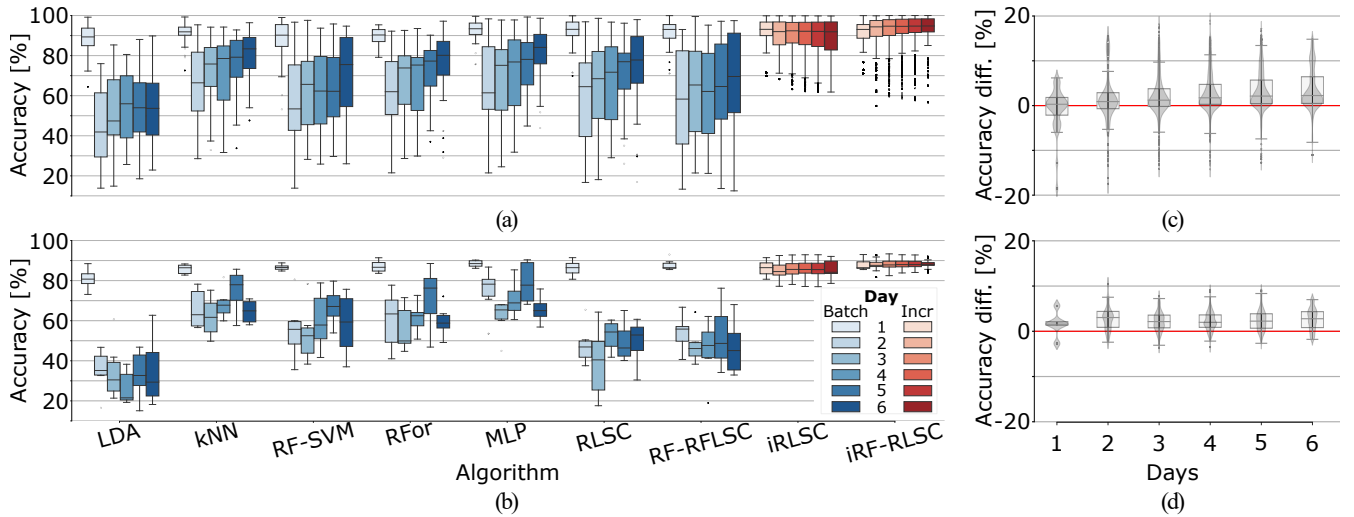 Accuracy [%]
100
80
60
40
20
(a)
Accuracy diff. [%]
20
0
A-20
(c)
Accuracy [%]
100
80
60
40
20
Day
Batch Incr
1
2
3
4
5
6
LDA kNN RF-SVM RFor MLP RLSC RF-RFLSC iRLSC iRF-RLSC
Algorithm
(b)
Accuracy diff. [%]
20
0
-20
1 2 3 4 5 6
Days
(d)